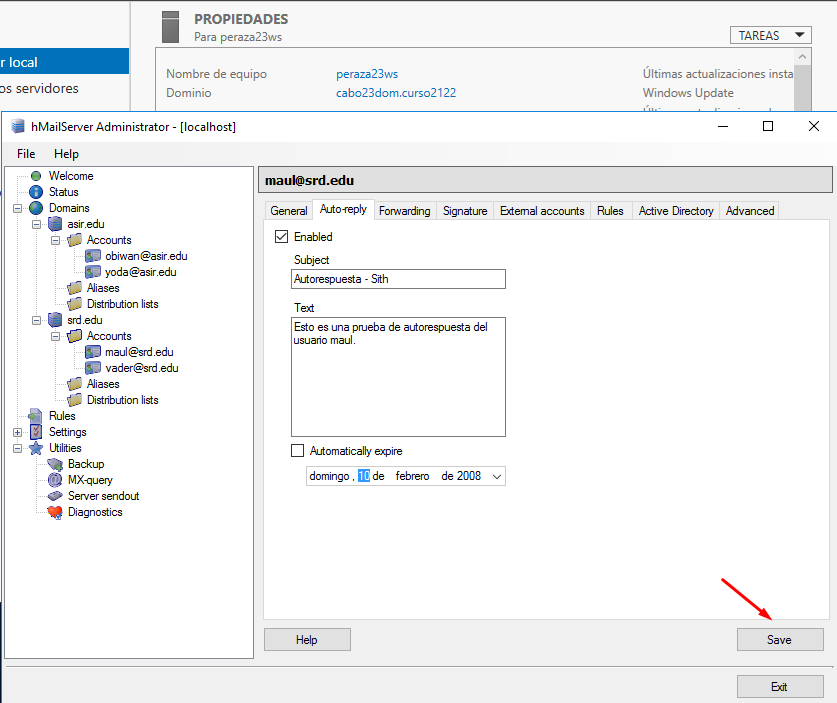 PROPIEDADES
Para peraza23ws
TAREAS
r local
os servidores
Nombre de equipo peraza23ws
Dominio cabo23dom.curso2122
Últimas actualizaciones insta
Windows Update
hMailServer Administrator - [localhost]
File Help
Welcome
Status
Domains
asir.edu
Accounts
obiwan@asir.edu
yoda@asir.edu
Aliases
Distribution lists
srd.edu
Accounts
maul@srd.edu
vader@srd.edu
Aliases
Distribution lists
Rules
Settings
Utilities
Backup
MX-query
Server sendout
Diagnostics
maul@srd.edu
General Auto-reply Forwarding Signature External accounts Rules Active Directory Advanced
Enabled
Subject
Autorespuesta - Sith
Text
Esto es una prueba de autorespuesta del
usuario maul.
Automatically expire
domingo , 10 de febrero de 2008
Help
Save
Exit